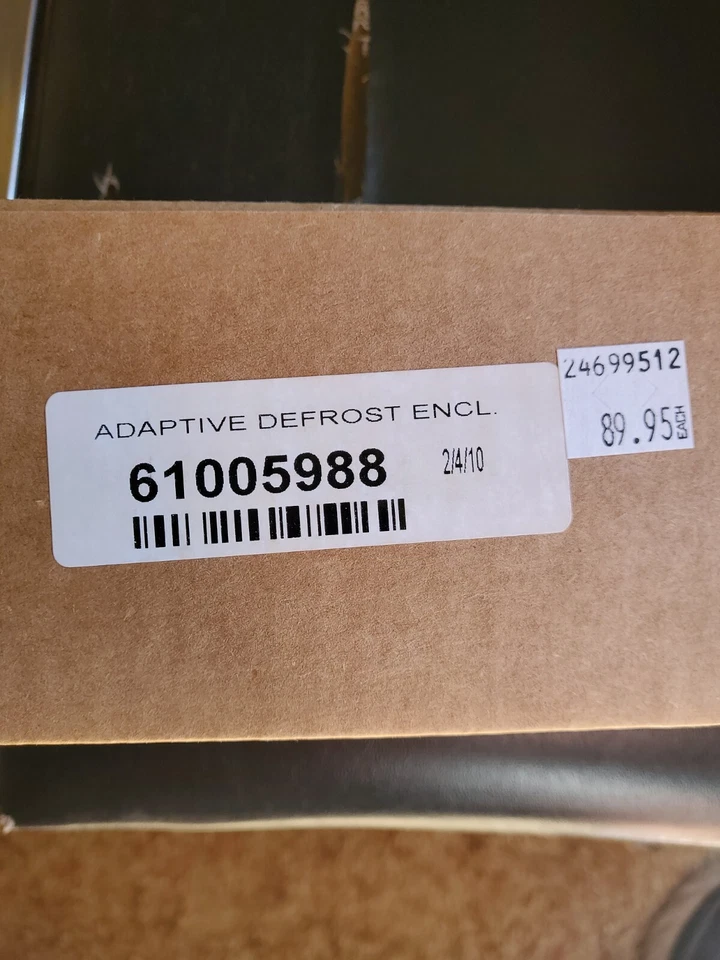 ADAPTIVE DEFROST ENCL.
61005988
2/4/10
24699512
89.95 EACH